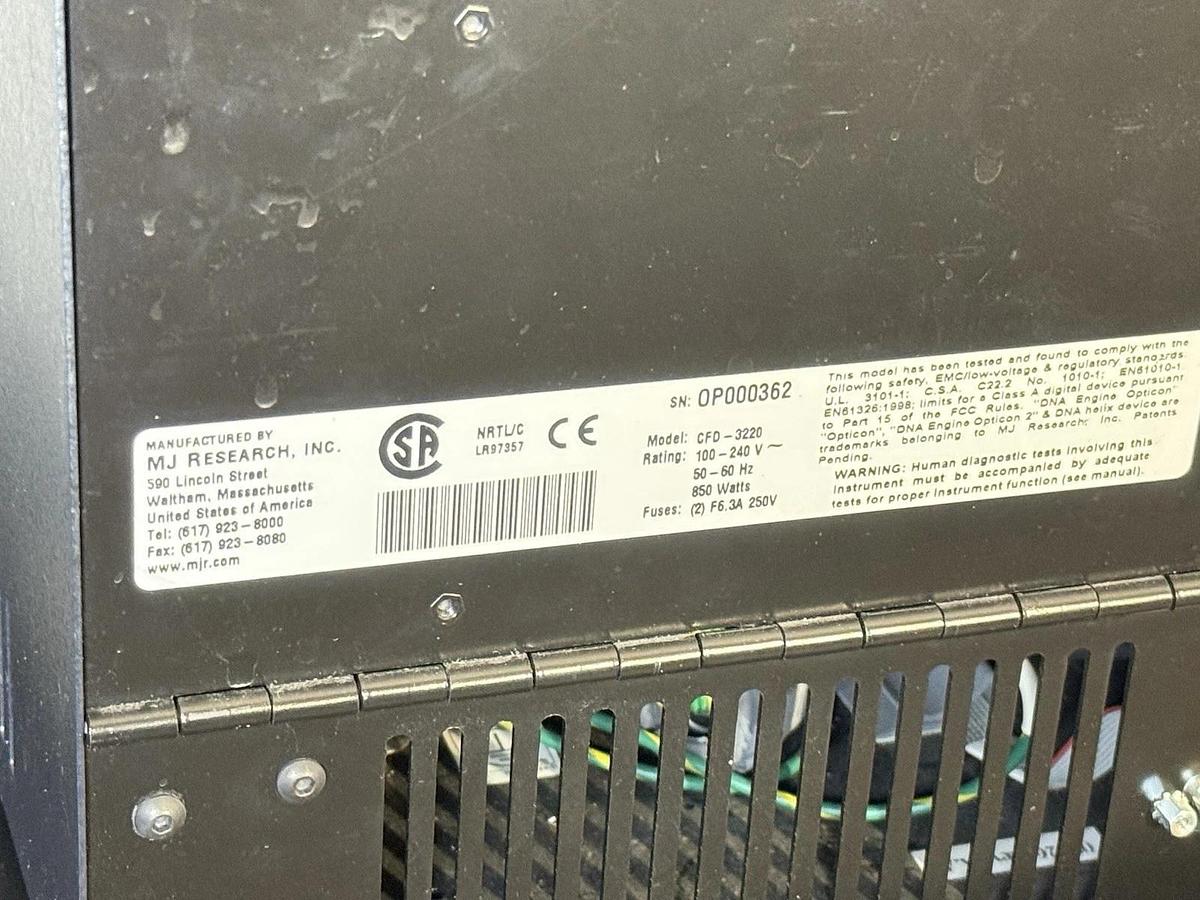 MANUFACTURED BY
MJ RESEARCH, INC.
590 Lincoln Street
Waltham, Massachusetts
United States of America
Tel: (617) 923-8000
Fax: (617) 923-8080
www.mjr.com
SA
NRTL/C
LR97357
CE
SN: OP000362
Model: CFD-3220
Rating: 100-240 V ~
50-60 Hz
850 Watts
Fuses: (2) F6.3A 250V
This model has been tested and found to comply with the
following safety, EMC/low-voltage & regulatory standards:
U.L. 3101-1; C.S.A. C22.2 No. 1010-1; EN61010-1
EN61326:1998; limits for a Class A digital device pursuant
to Part 15 of the FCC Rules. "DNA Engine Opticon"
"Opticon", "DNA Engine Opticon 2" & DNA helix device are
trademarks belonging to MJ Research, Inc. Patents
Pending.
WARNING: Human diagnostic tests involving this
instrument must be accompanied by adequate
tests for proper instrument function (see manual).